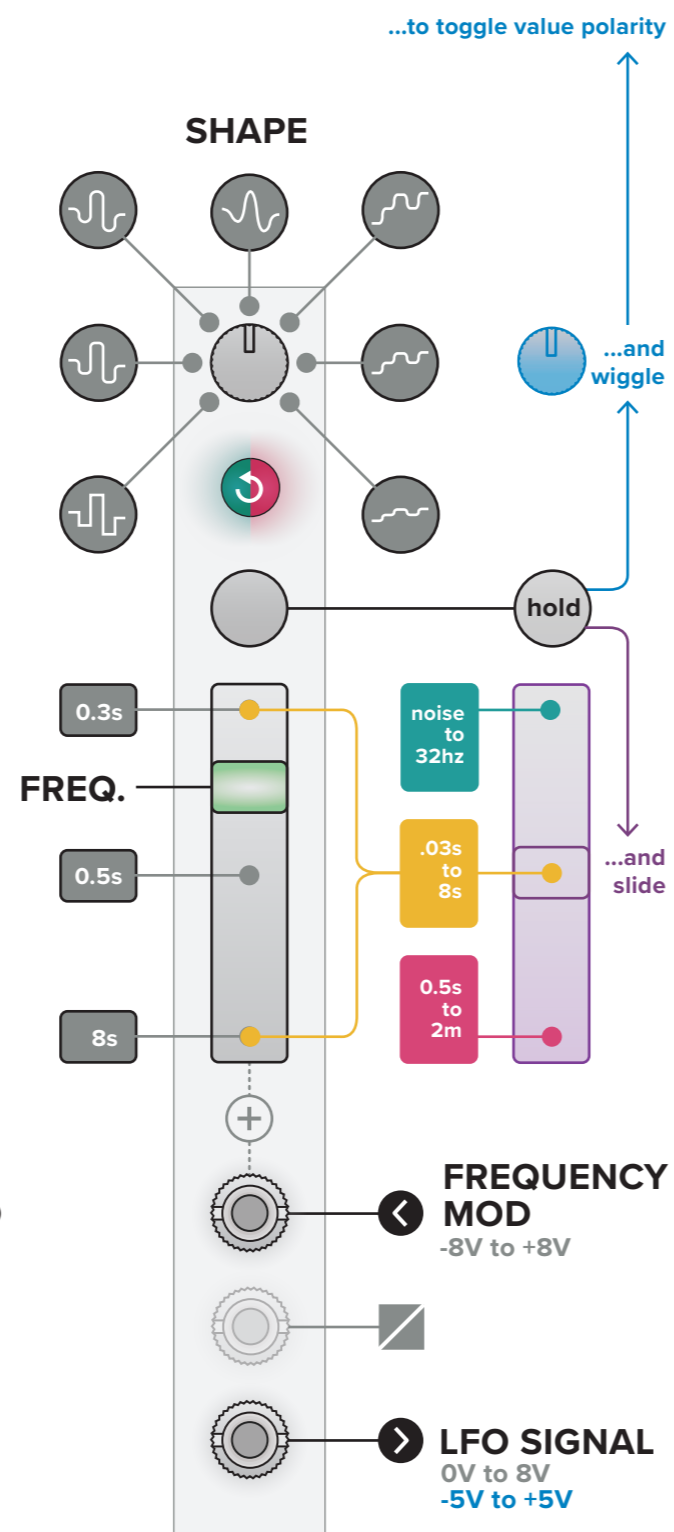 ...to toggle value polarity
SHAPE
...and
wiggle
hold
0.3s
noise
to
32hz
FREQ.
.03s
to
8s
0.5s
...and
slide
0.5s
to
2m
8s
FREQUENCY
MOD
-8V to +8V
LFO SIGNAL
0V to 8V
-5V to +5V